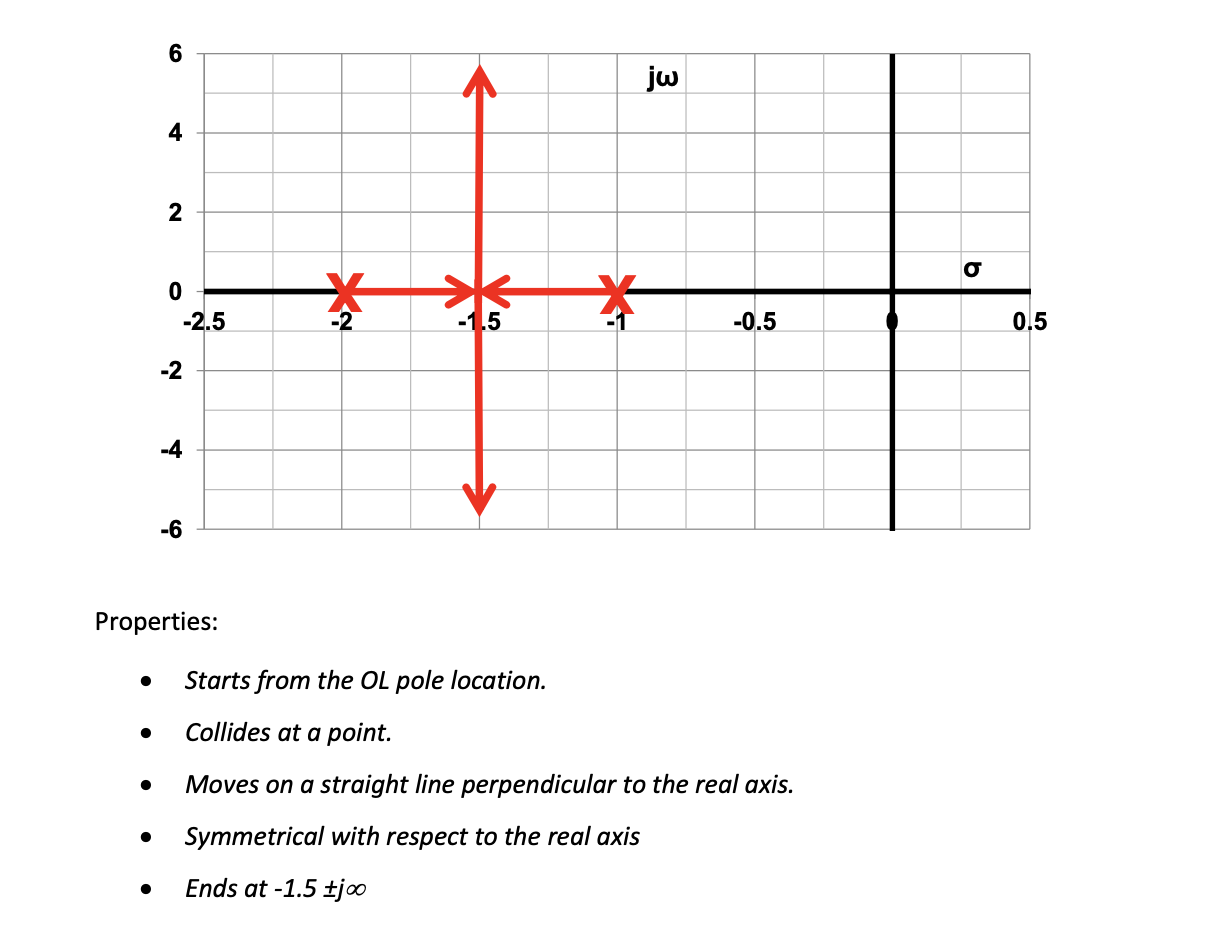 6
jω
4
2
σ
0
-2.5 -2 -1.5 -1 -0.5 0 0.5
-2
-4
-6
Properties:
• Starts from the OL pole location.
• Collides at a point.
• Moves on a straight line perpendicular to the real axis.
• Symmetrical with respect to the real axis
• Ends at -1.5 ±j∞